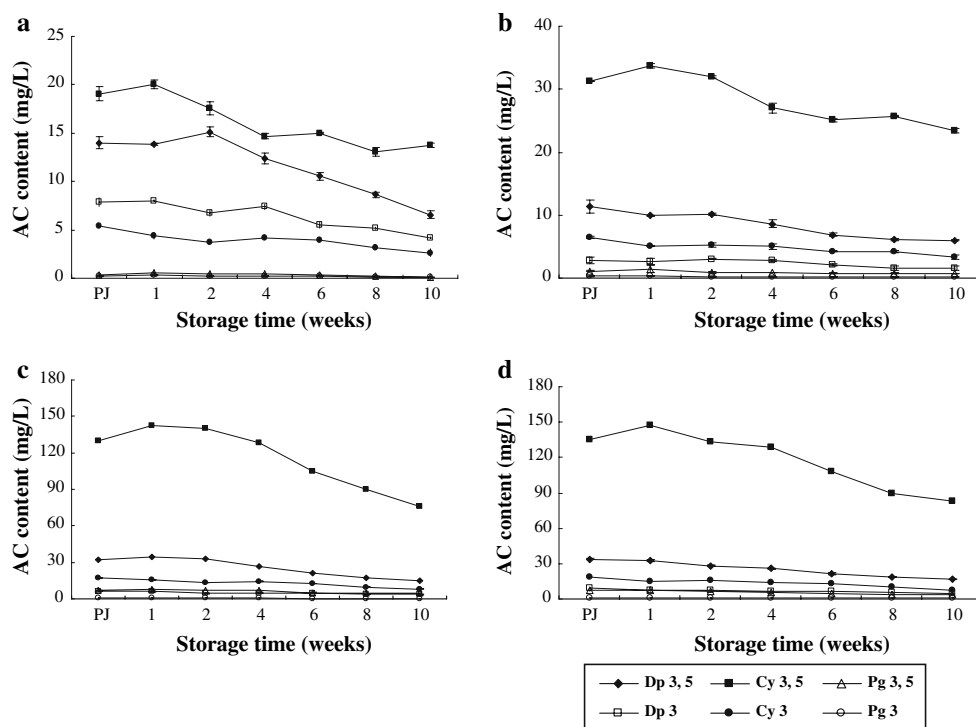 a
AC content (mg/L)
25
20
15
10
5
0
PJ 1 2 4 6 8 10
Storage time (weeks)
b
AC content (mg/L)
40
30
20
10
0
PJ 1 2 4 6 8 10
Storage time (weeks)
c
AC content (mg/L)
180
150
120
90
60
30
0
PJ 1 2 4 6 8 10
Storage time (weeks)
d
AC content (mg/L)
180
150
120
90
60
30
0
PJ 1 2 4 6 8 10
Storage time (weeks)
Dp 3, 5 Cy 3, 5 Pg 3, 5
Dp 3 Cy 3 Pg 3